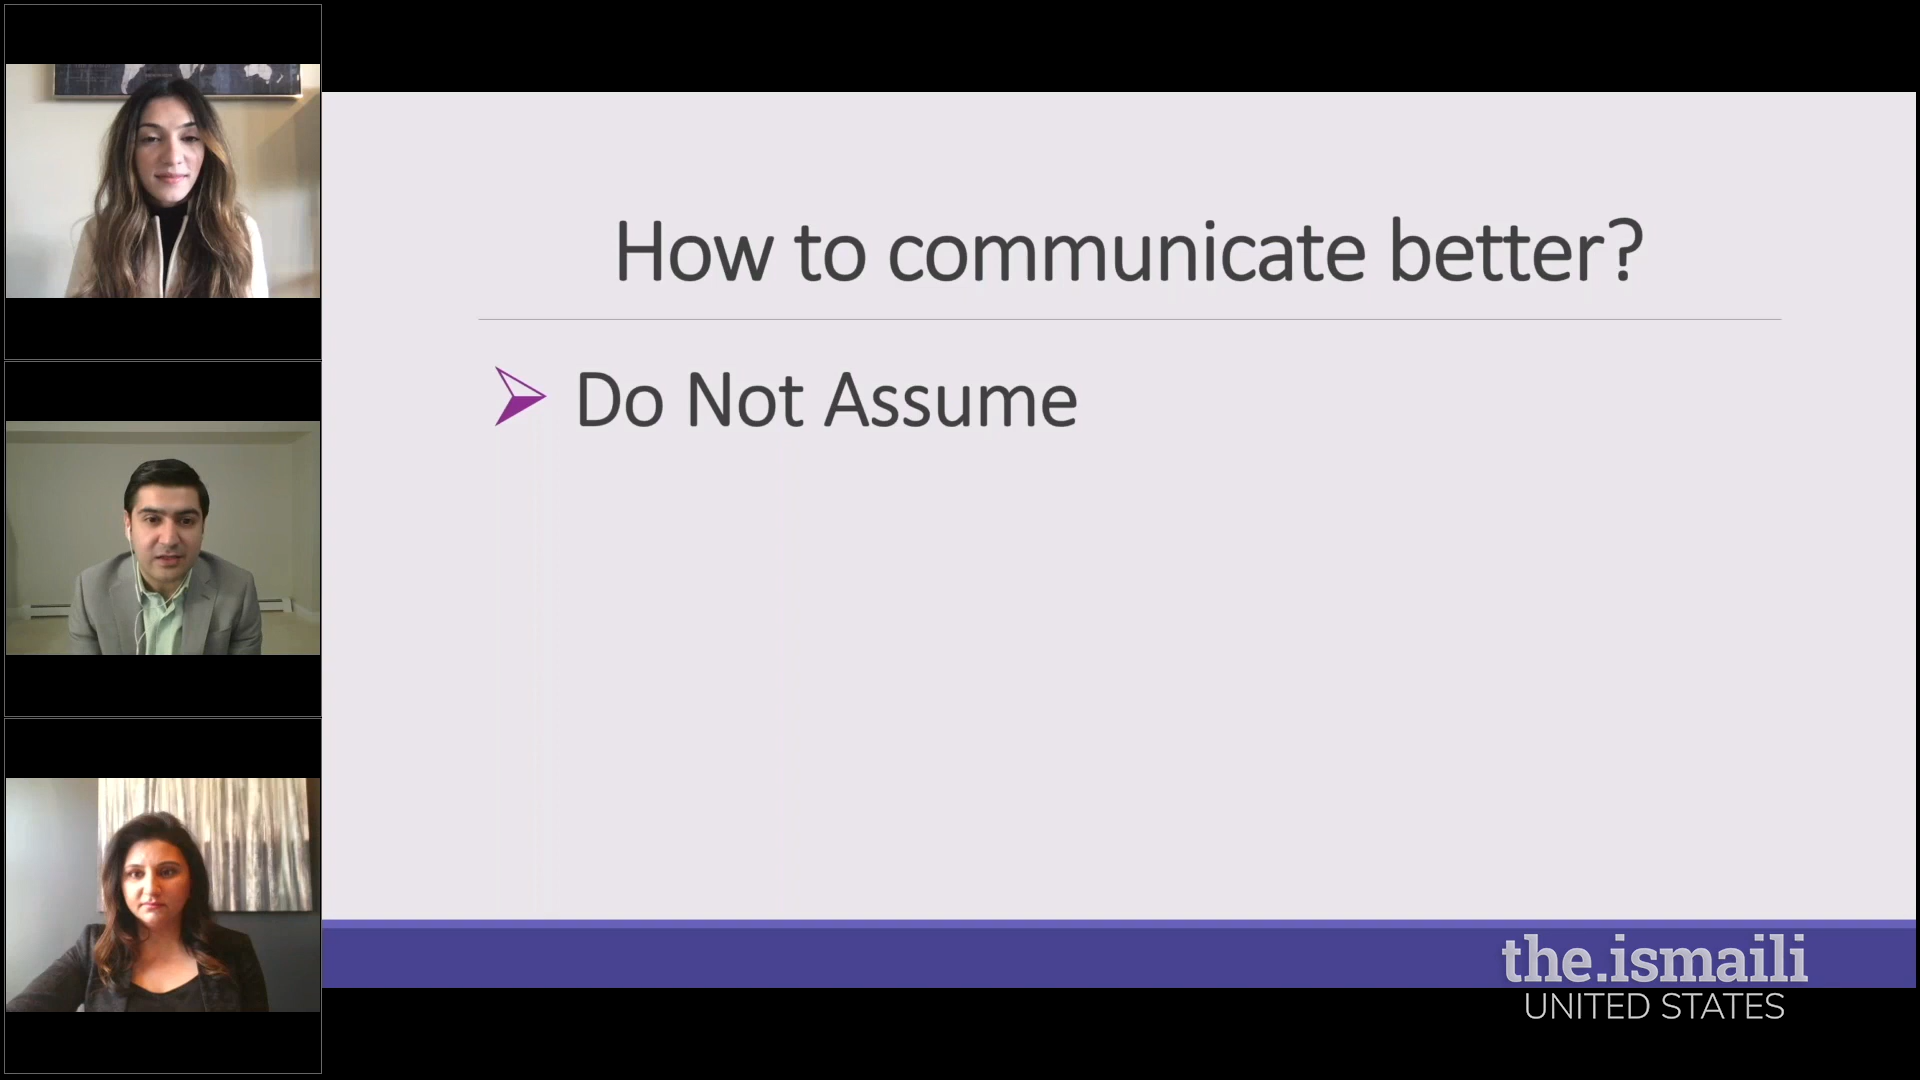 How to communicate better?
Do Not Assume
the.ismaili
UNITED STATES